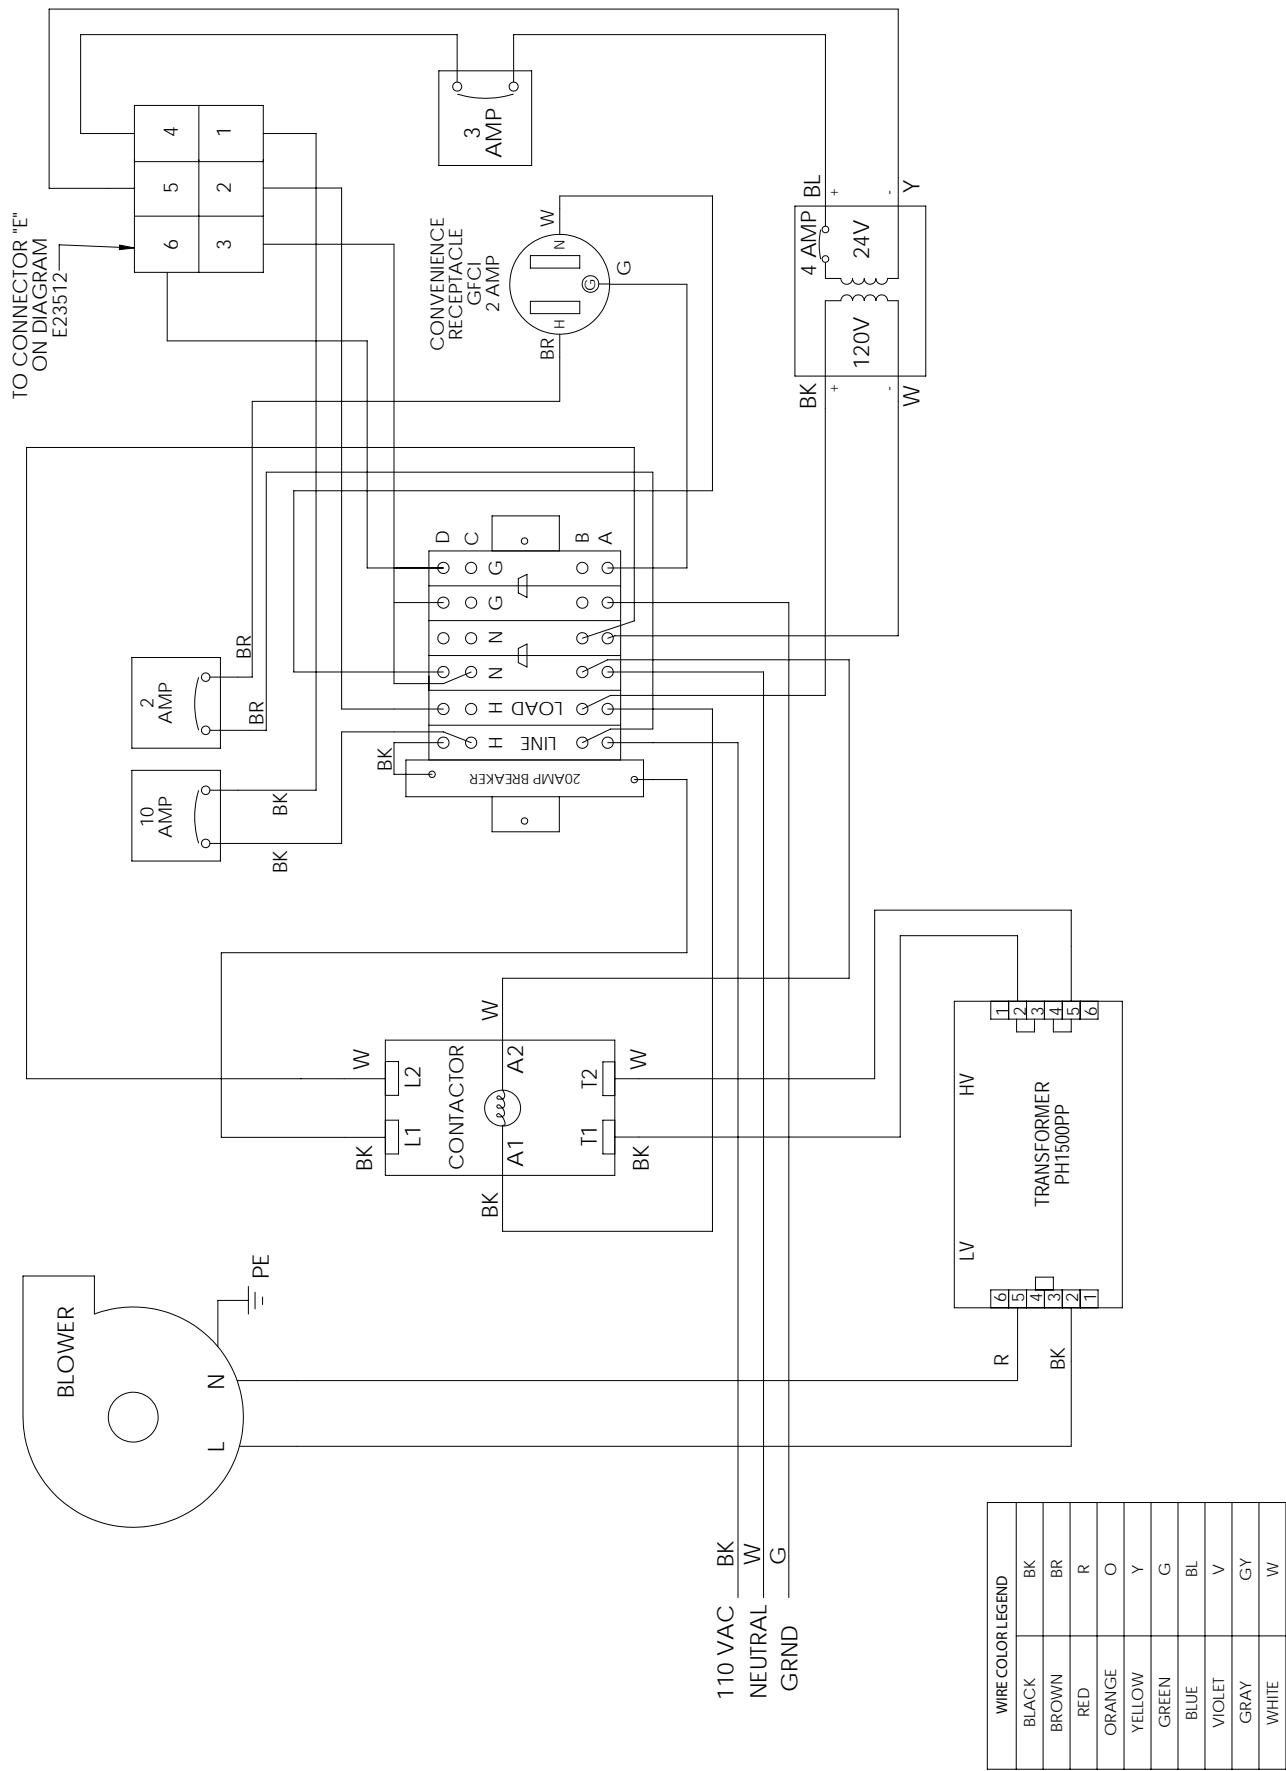 TO CONNECTOR "E"
ON DIAGRAM
E23512
4
1
5
2
6
3
3
AMP
CONVENIENCE
RECEPTACLE
GFCI
2 AMP
W
N
G
G
H
BR
4 AMP
BL
+
-
Y
24V
120V
BK
+
-
W
2
AMP
BR
BR
10
AMP
BK
BK
D
C
B
A
G
G
N
N
H
LOAD
H
LINE
BK
20AMP BREAKER
W
L2
BK
L1
CONTACTOR
W
A2
A1
BK
T2
W
T1
BK
1
2
3
4
5
6
HV
TRANSFORMER
PH1500PP
LV
6
5
4
3
2
1
R
BK
BLOWER
PE
N
L
110 VAC BK
NEUTRAL W
GRND G
WIRE COLOR LEGEND
BLACK BK
BROWN BR
RED R
ORANGE O
YELLOW Y
GREEN G
BLUE BL
VIOLET V
GRAY GY
WHITE W